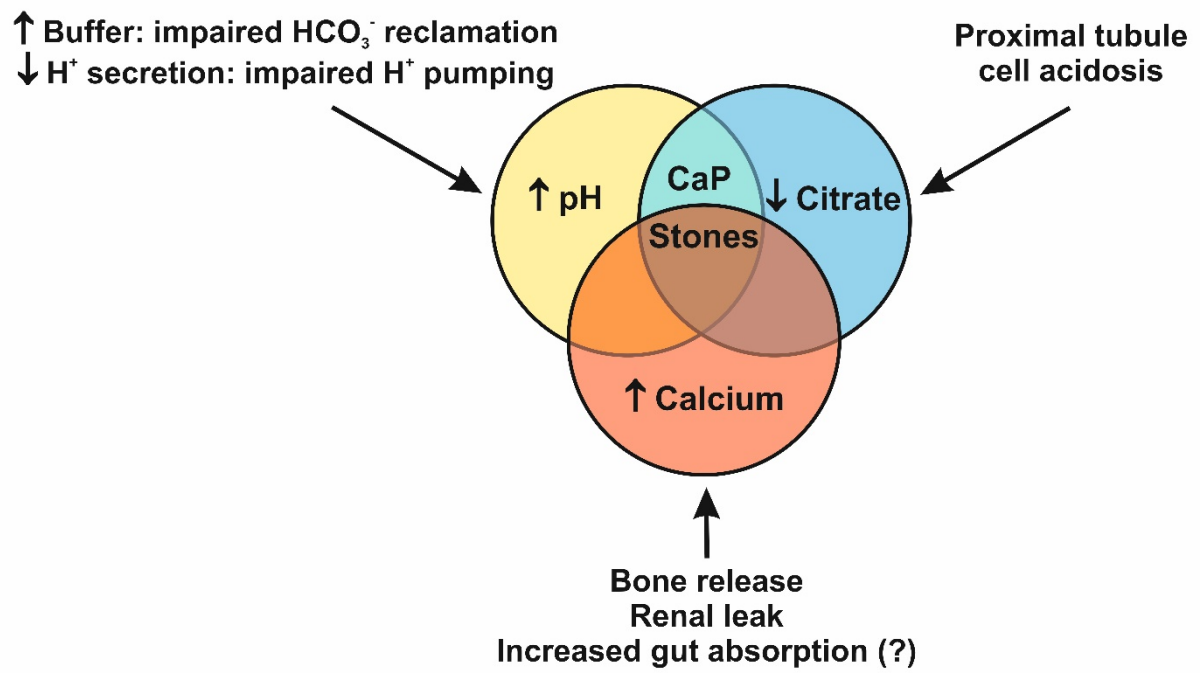 ↑ Buffer: impaired HCO₃⁻ reclamation
↓ H⁺ secretion: impaired H⁺ pumping
Proximal tubule
cell acidosis
↑ pH
CaP
↓ Citrate
Stones
↑ Calcium
Bone release
Renal leak
Increased gut absorption (?)